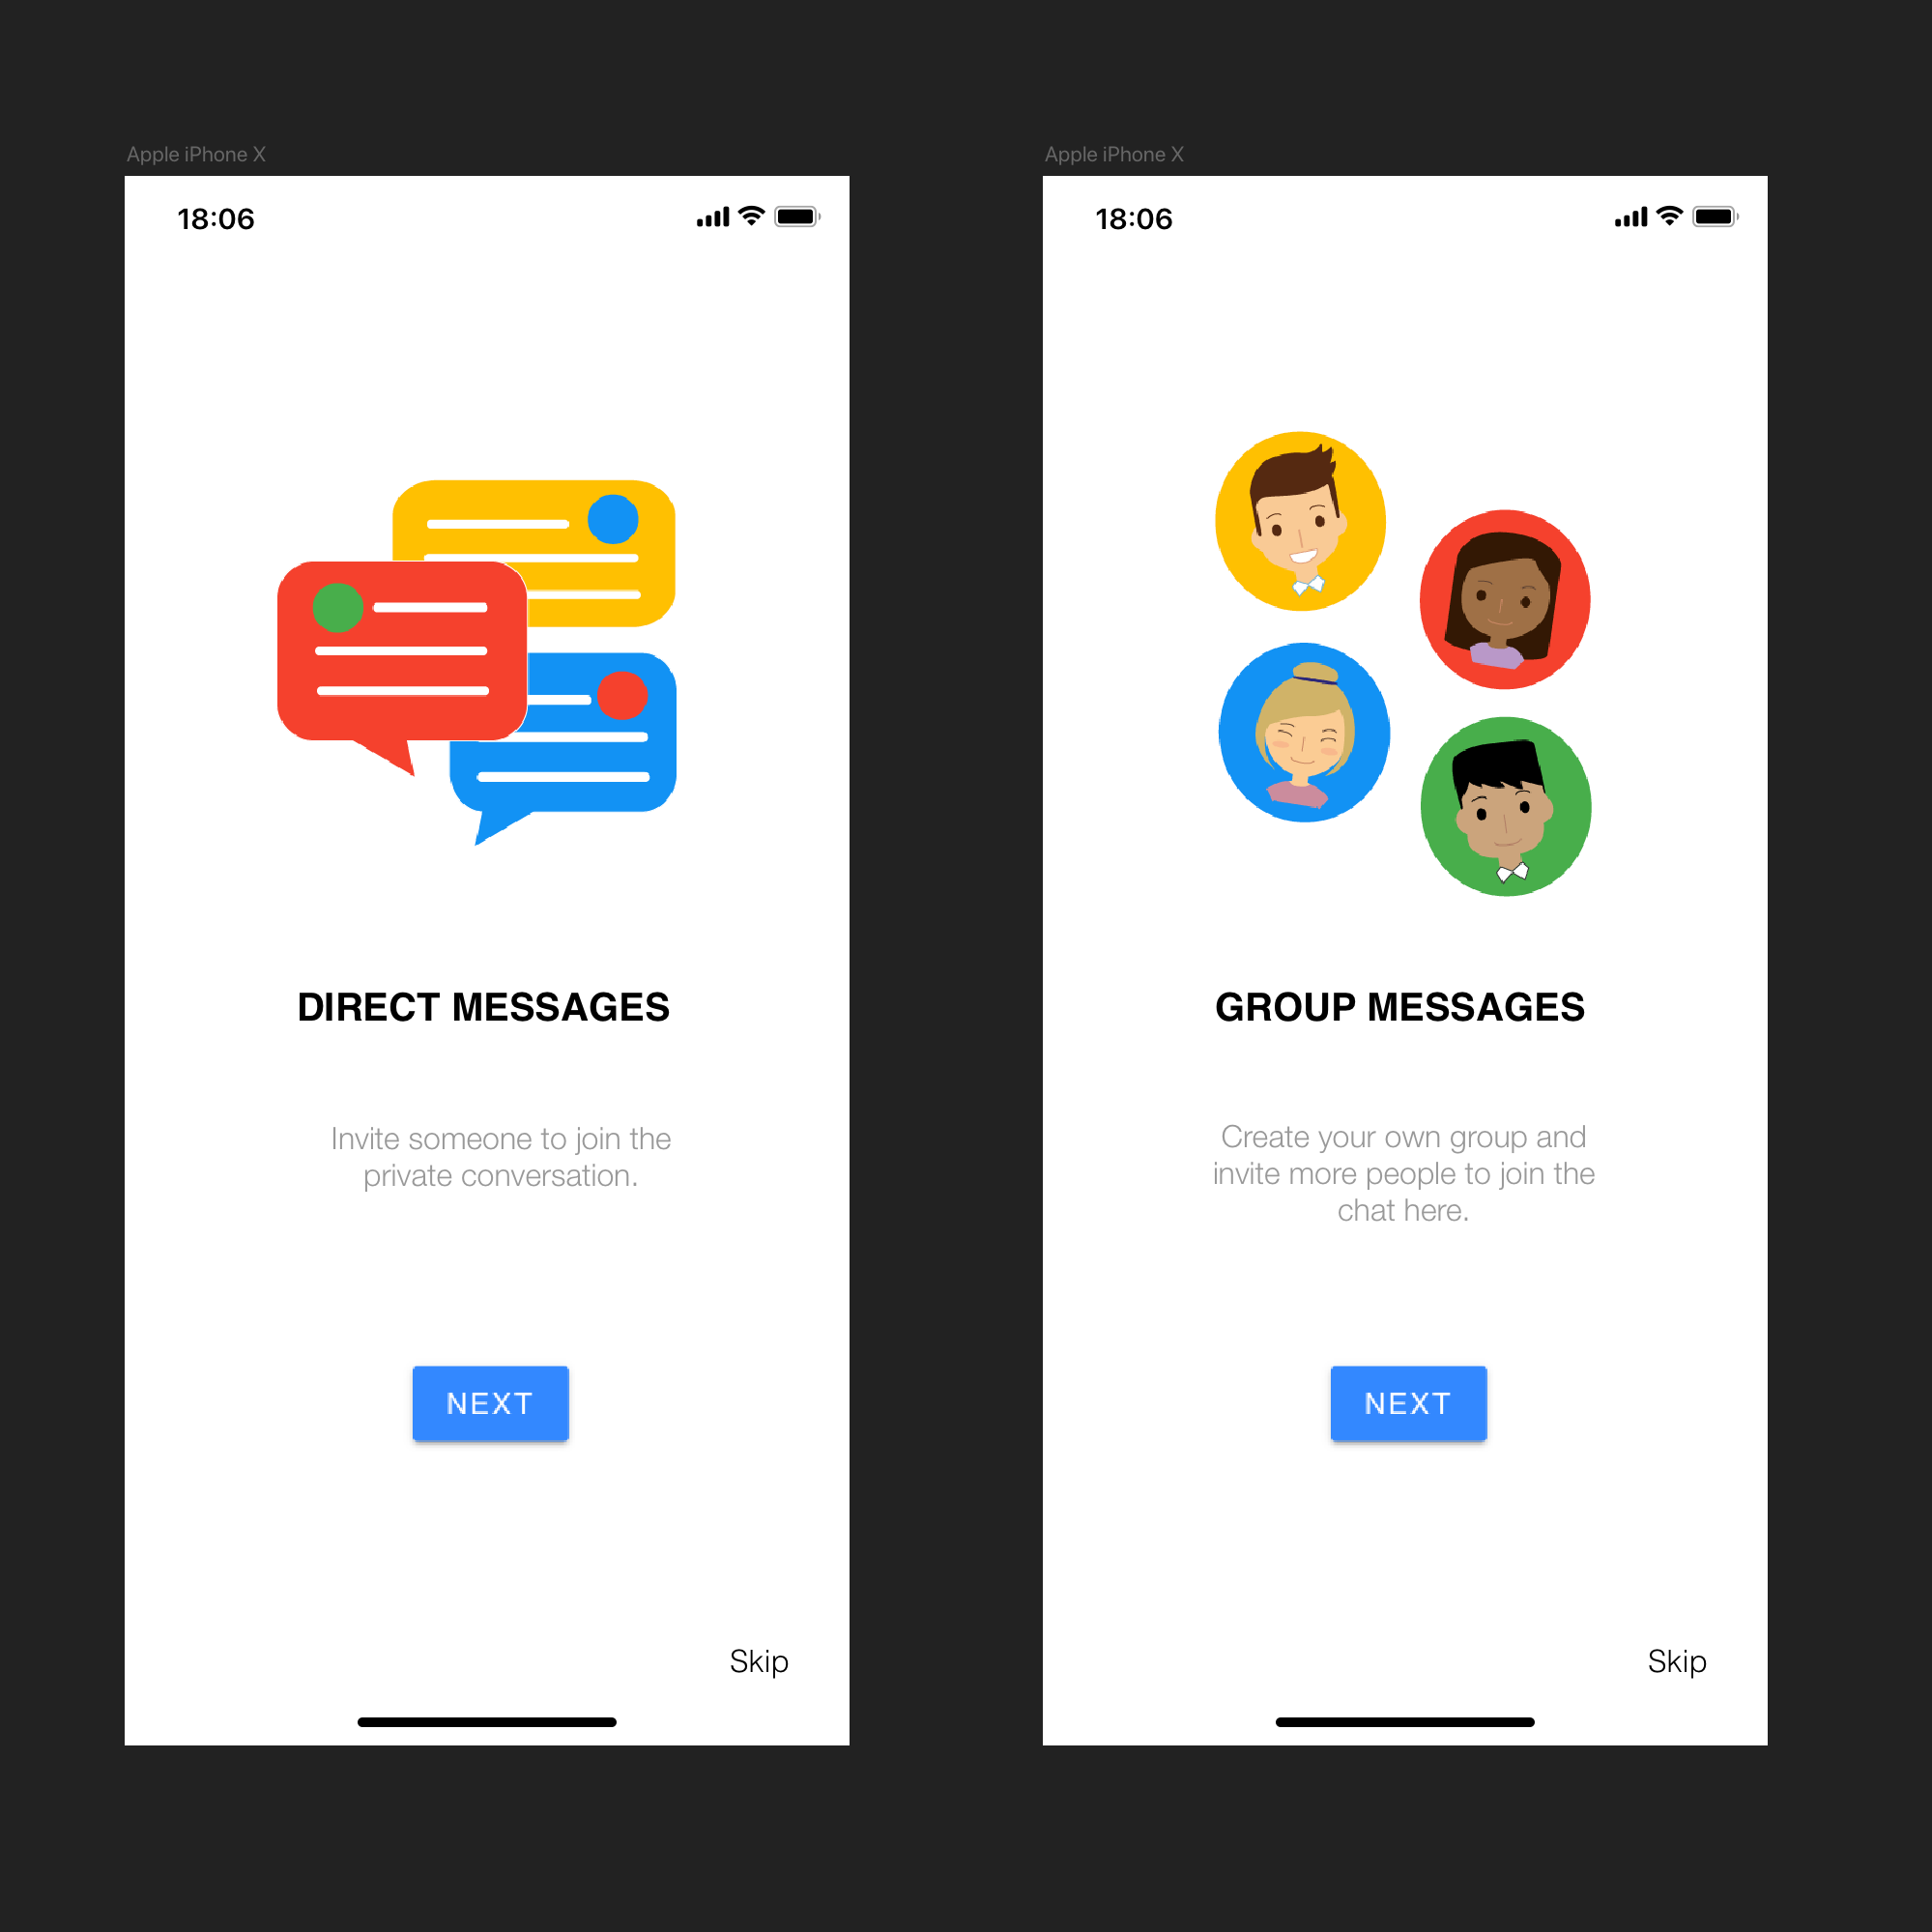 Apple iPhone X
18:06
DIRECT MESSAGES
Invite someone to join the
private conversation.
NEXT
Skip
Apple iPhone X
18:06
GROUP MESSAGES
Create your own group and
invite more people to join the
chat here.
NEXT
Skip